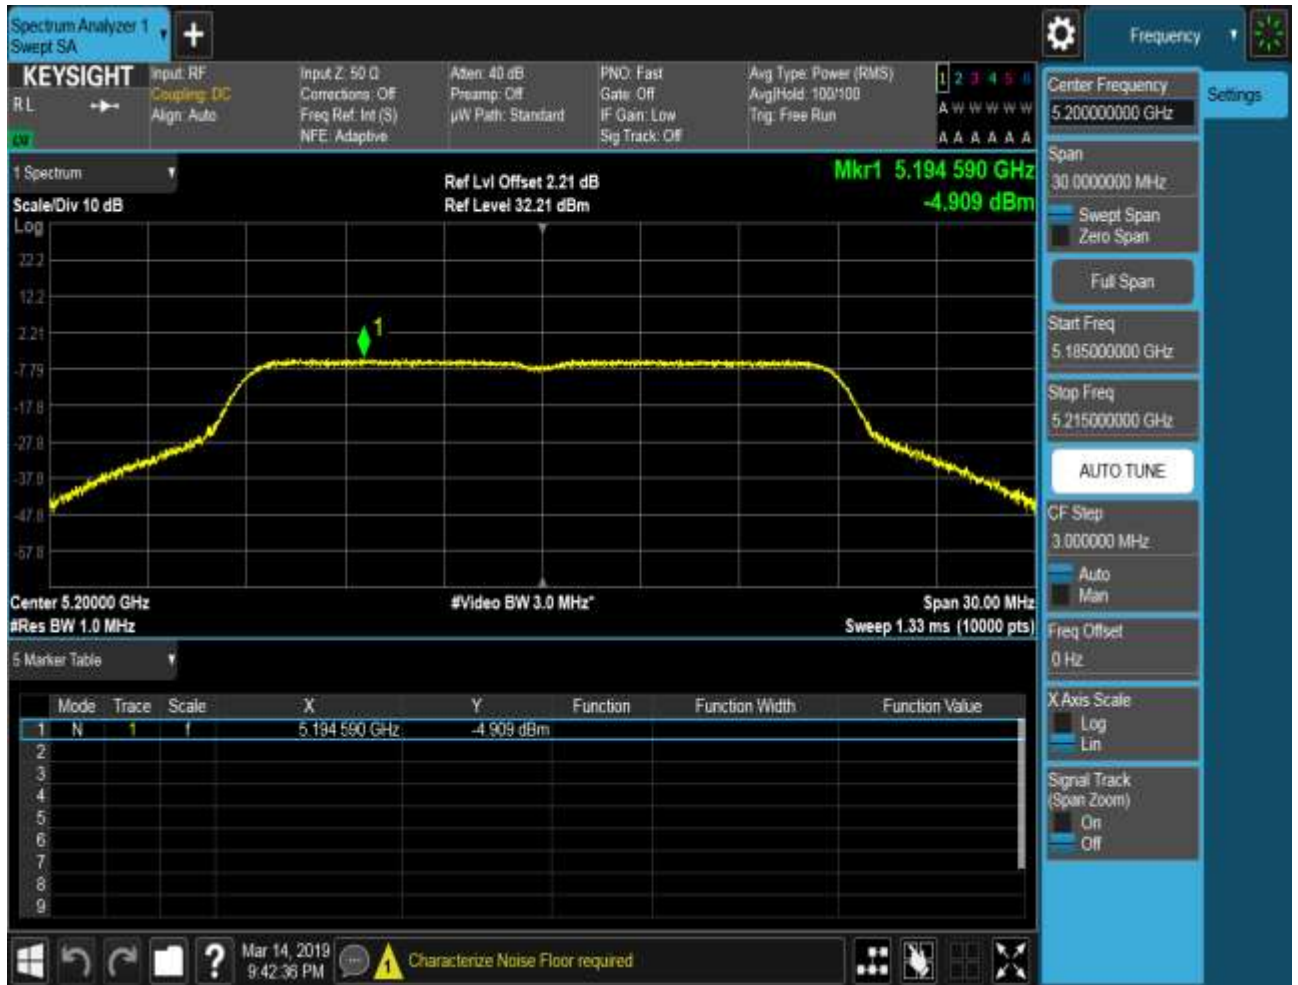 Spectrum Analyzer 1
Swept SA
Frequency
KEYSIGHT
RL
Input: RF
Coupling: DC
Align: Auto
Input Z: 50 Ω
Corrections: Off
Freq Ref: Int (S)
NFE: Adaptive
Atten: 40 dB
Preamp: Off
µW Path: Standard
PNO: Fast
Gate: Off
IF Gain: Low
Sig Track: Off
Avg Type: Power (RMS)
Avg|Hold: 100/100
Trig: Free Run
1 2 3 4 5 6
A W W W W W
A A A A A A
1 Spectrum
Scale/Div 10 dB
Ref Lvl Offset 2.21 dB
Ref Level 32.21 dBm
Mkr1 5.194 590 GHz
-4.909 dBm
Log
22.2
12.2
2.21
-7.79
-17.8
-27.8
-37.8
-47.8
-57.8
1
Center 5.20000 GHz
#Video BW 3.0 MHz*
Span 30.00 MHz
#Res BW 1.0 MHz
Sweep 1.33 ms (10000 pts)
5 Marker Table
Mode Trace Scale X Y Function Function Width Function Value
1 N 1 f 5.194 590 GHz -4.909 dBm
2
3
4
5
6
7
8
9
Mar 14, 2019
9:42:36 PM
?
1
Characterize Noise Floor required
Settings
Center Frequency
5.200000000 GHz
Span
30.0000000 MHz
Swept Span
Zero Span
Full Span
Start Freq
5.185000000 GHz
Stop Freq
5.215000000 GHz
AUTO TUNE
CF Step
3.000000 MHz
Auto
Man
Freq Offset
0 Hz
X Axis Scale
Log
Lin
Signal Track
(Span Zoom)
On
Off